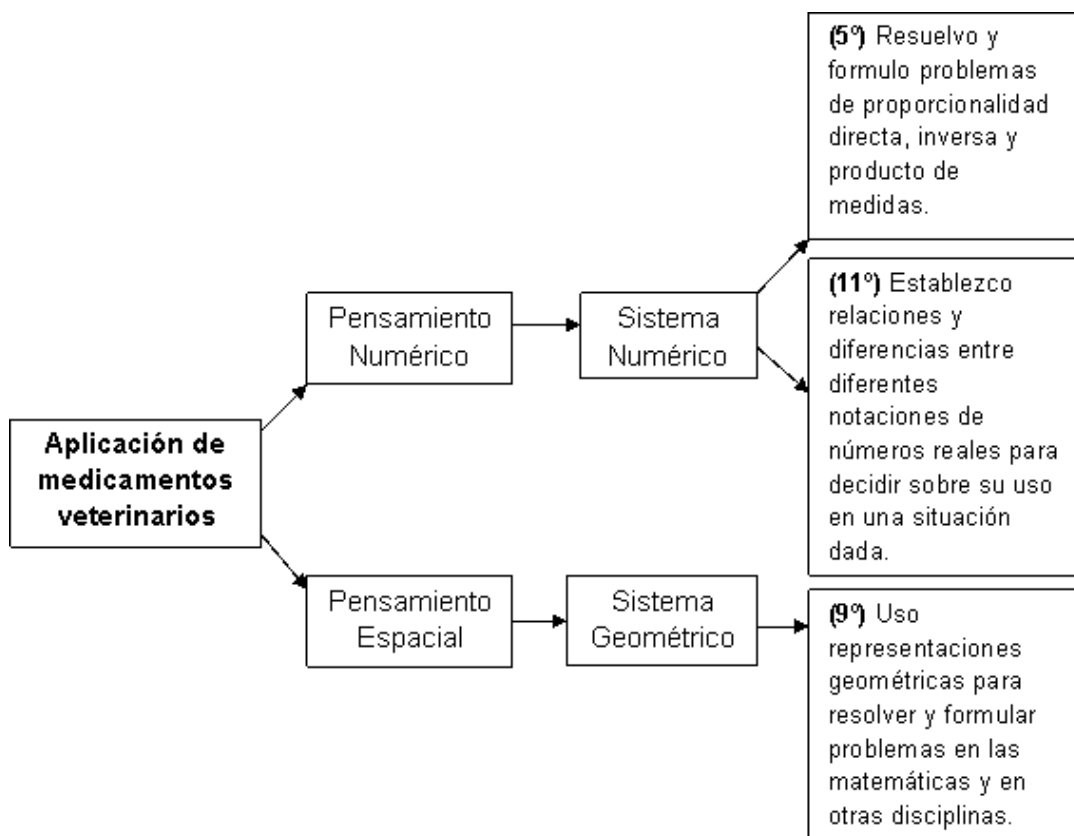 (5º) Resuelvo y
formulo problemas
de proporcionalidad
directa, inversa y
producto de
medidas.
(11º) Establezco
relaciones y
diferencias entre
diferentes
notaciones de
números reales para
decidir sobre su uso
en una situación
dada.
Pensamiento
Numérico
Sistema
Numérico
Aplicación de
medicamentos
veterinarios
Pensamiento
Espacial
Sistema
Geométrico
(9º) Uso
representaciones
geométricas para
resolver y formular
problemas en las
matemáticas y en
otras disciplinas.